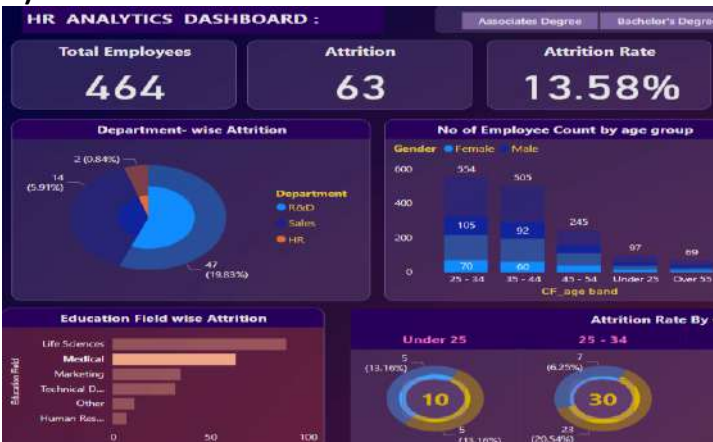 HR ANALYTICS DASHBOARD :
Associates Degree
Bachelor's Degre
Total Employees
464
Attrition
63
Attrition Rate
13.58%
Department- wise Attrition
2 (0.84%)
14
(5.91%)
47
(19.83%)
Department
R&D
Sales
HR
No of Employee Count by age group
Gender Female Male
600
400
200
0
554
505
245
97
69
105
92
70
60
25 - 34
35 - 44
45 - 54
Under 25
Over 55
CF_age band
Education Field wise Attrition
Education Field
Life Sciences
Medical
Marketing
Technical D...
Other
Human Res...
0
50
100
Attrition Rate By
Under 25
5
(13.16%)
10
5
(13.16%)
25 - 34
7
(6.25%)
30
23
(20.54%)